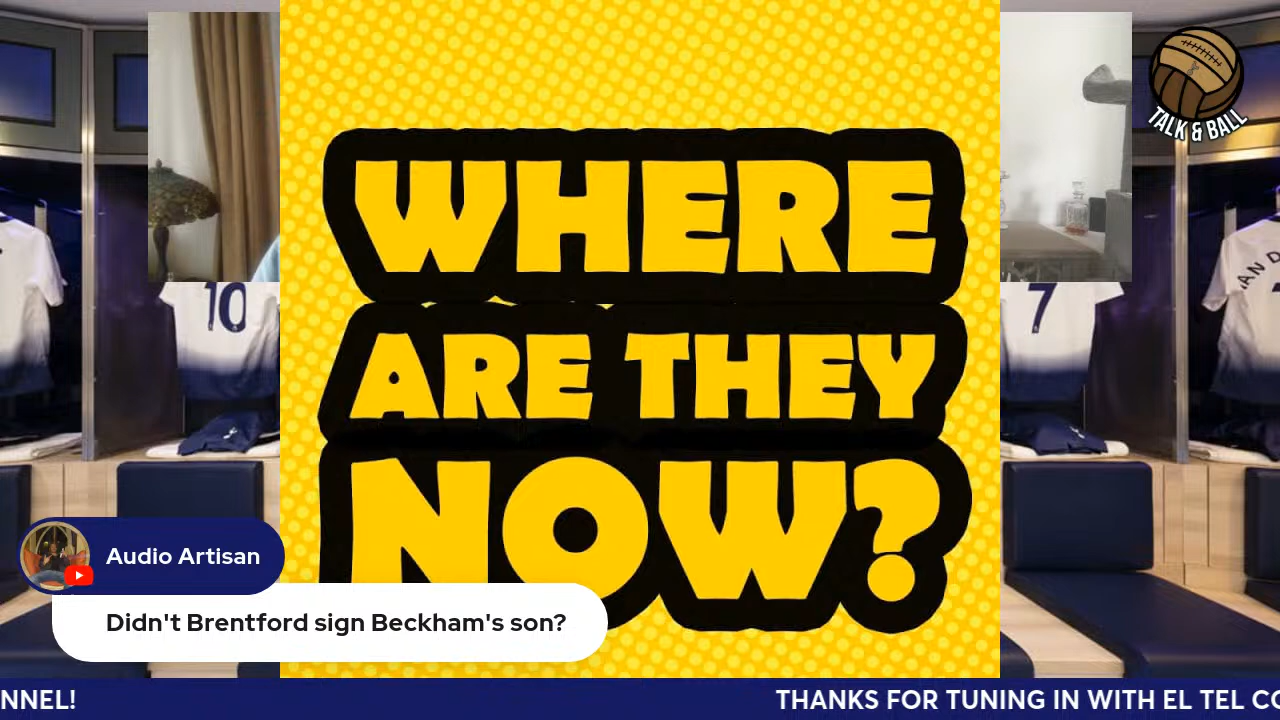 TALK & BALL
WHERE
ARE THEY
NOW?
10
7
AN D
Audio Artisan
Didn't Brentford sign Beckham's son?
NNEL!
THANKS FOR TUNING IN WITH EL TEL CO